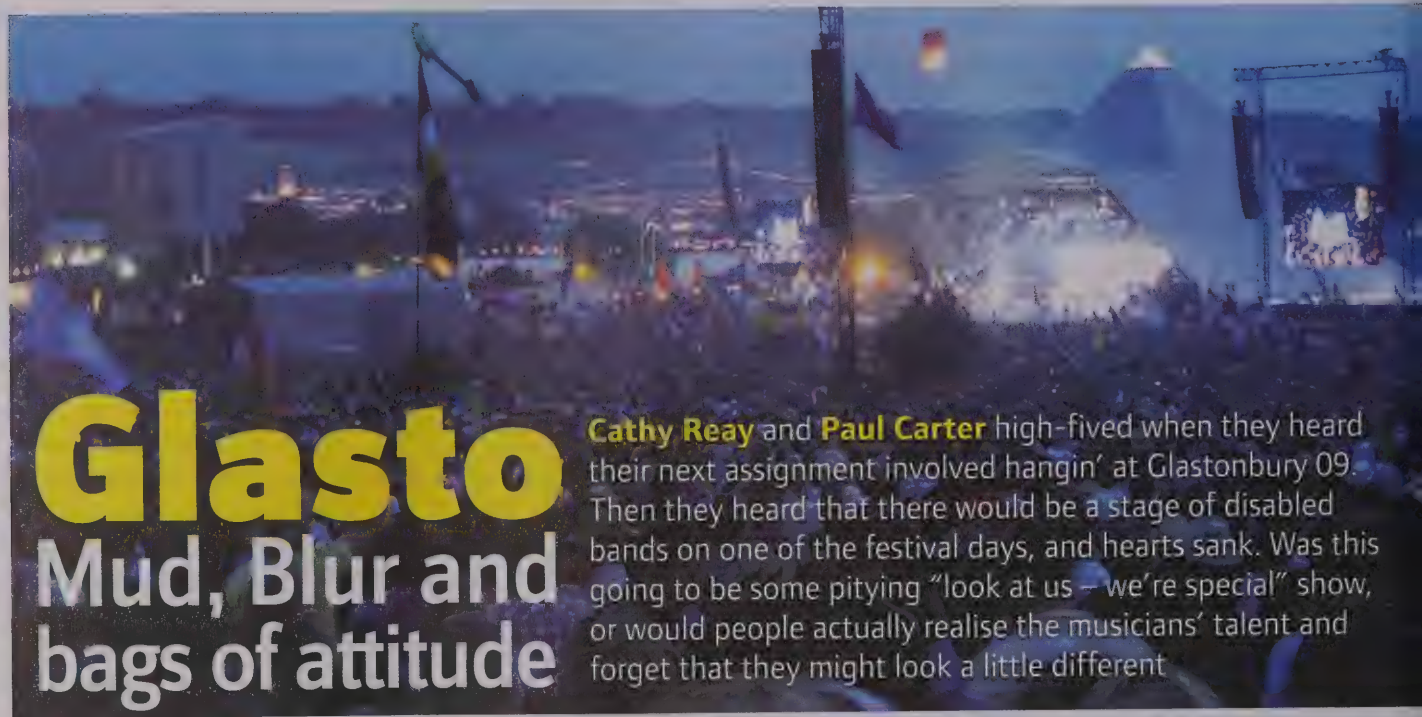 Glasto
Mud, Blur and
bags of attitude
Cathy Reay and Paul Carter high-fived when they heard
their next assignment involved hangin’ at Glastonbury 09.
Then they heard that there would be a stage of disabled
bands on one of the festival days, and hearts sank. Was this
going to be some pitying “look at us – we’re special” show,
or would people actually realise the musicians’ talent and
forget that they might look a little different